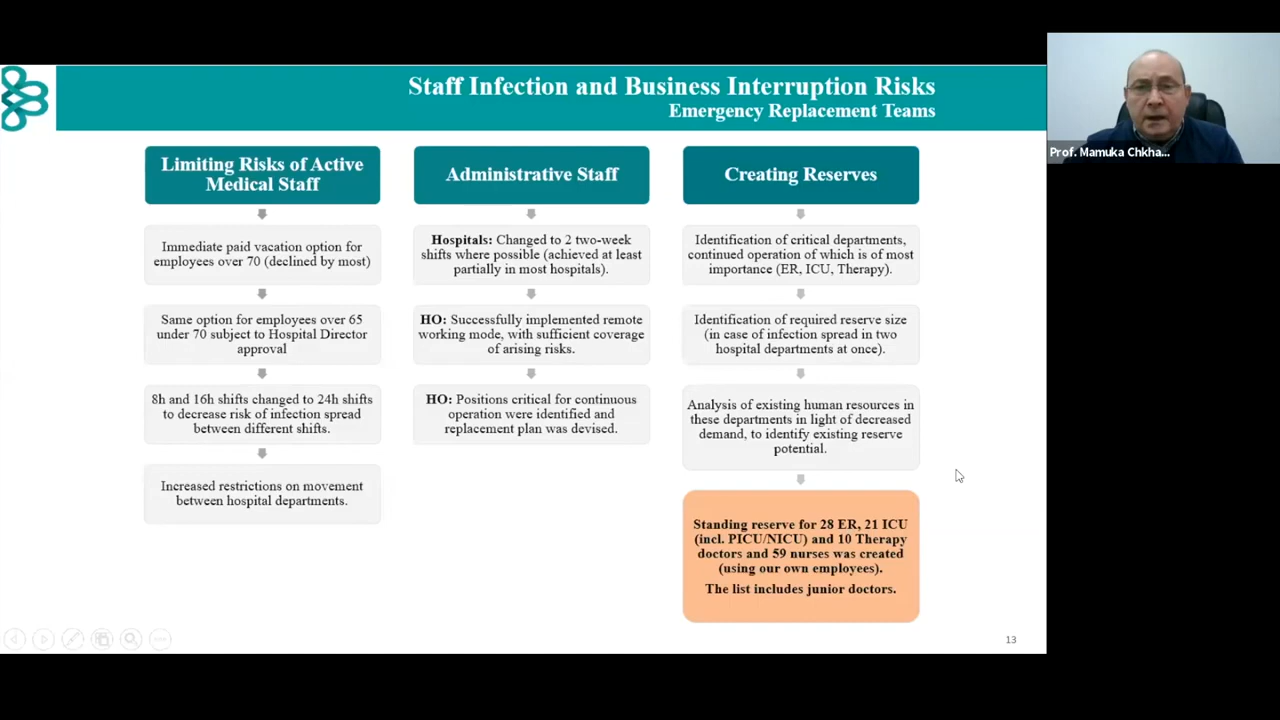 Staff Infection and Business Interruption Risks
Emergency Replacement Teams
Prof. Mamuka Chkha...
Limiting Risks of Active
Medical Staff
Immediate paid vacation option for
employees over 70 (declined by most)
Same option for employees over 65
under 70 subject to Hospital Director
approval
8h and 16h shifts changed to 24h shifts
to decrease risk of infection spread
between different shifts.
Increased restrictions on movement
between hospital departments.
Administrative Staff
Hospitals: Changed to 2 two-week
shifts where possible (achieved at least
partially in most hospitals).
HO: Successfully implemented remote
working mode, with sufficient coverage
of arising risks.
HO: Positions critical for continuous
operation were identified and
replacement plan was devised.
Creating Reserves
Identification of critical departments,
continued operation of which is of most
importance (ER, ICU, Therapy).
Identification of required reserve size
(in case of infection spread in two
hospital departments at once).
Analysis of existing human resources in
these departments in light of decreased
demand, to identify existing reserve
potential.
Standing reserve for 28 ER, 21 ICU
(incl. PICU/NICU) and 10 Therapy
doctors and 59 nurses was created
(using our own employees).
The list includes junior doctors.
13